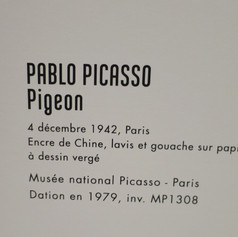 PABLO PICASSO
Pigeon
4 décembre 1942, Paris
Encre de Chine, lavis et gouache sur
à dessin vergé
Musée national Picasso - Paris
Dation en 1979, inv. MP1308